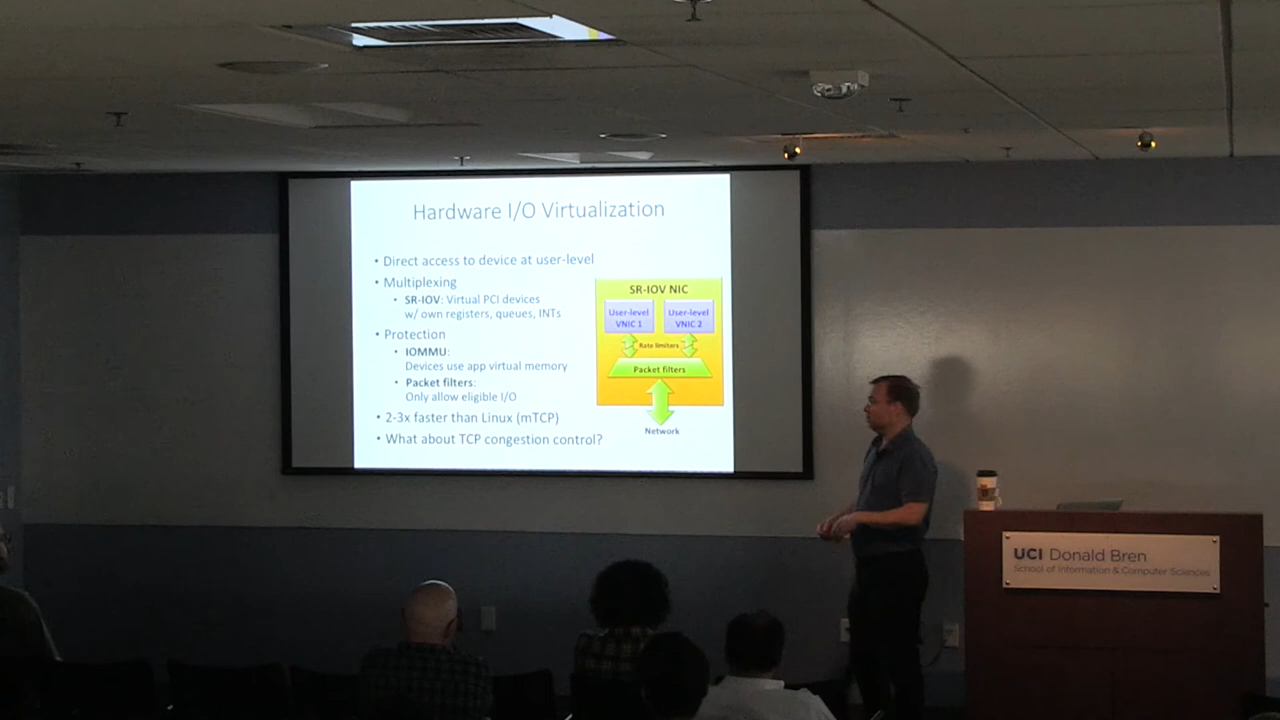 Hardware I/O Virtualization
• Direct access to device at user-level
• Multiplexing
• SR-IOV: Virtual PCI devices
w/ own registers, queues, INTs
• Protection
• IOMMU:
Devices use app virtual memory
• Packet filters:
Only allow eligible I/O
• 2-3x faster than Linux (mTCP)
• What about TCP congestion control?
SR-IOV NIC
User-level
VNIC 1
User-level
VNIC 2
Rate limiters
Packet filters
Network
UCI Donald Bren
School of Information & Computer Sciences